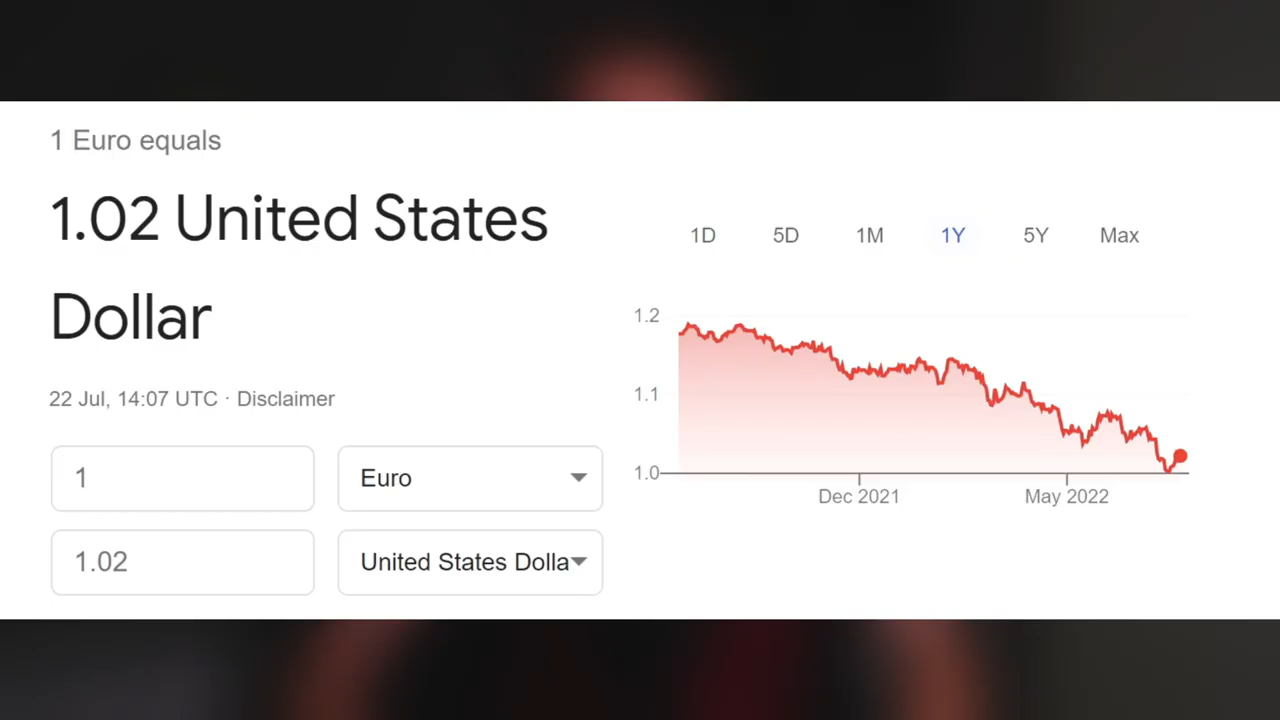 1 Euro equals
1.02 United States
Dollar
22 Jul, 14:07 UTC · Disclaimer
1
Euro
1.02
United States Dolla
1D 5D 1M 1Y 5Y Max
1.2
1.1
1.0
Dec 2021 May 2022